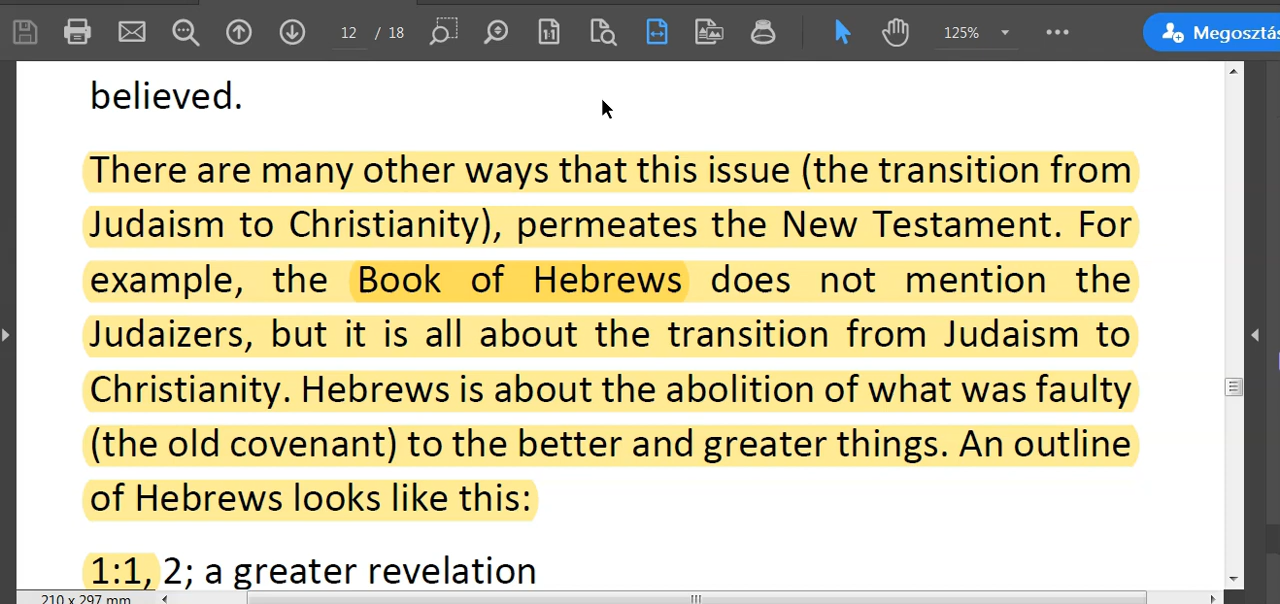 12 / 18
125%
Megosztás
believed.
There are many other ways that this issue (the transition from
Judaism to Christianity), permeates the New Testament. For
example, the Book of Hebrews does not mention the
Judaizers, but it is all about the transition from Judaism to
Christianity. Hebrews is about the abolition of what was faulty
(the old covenant) to the better and greater things. An outline
of Hebrews looks like this:
1:1, 2; a greater revelation
210 x 297 mm